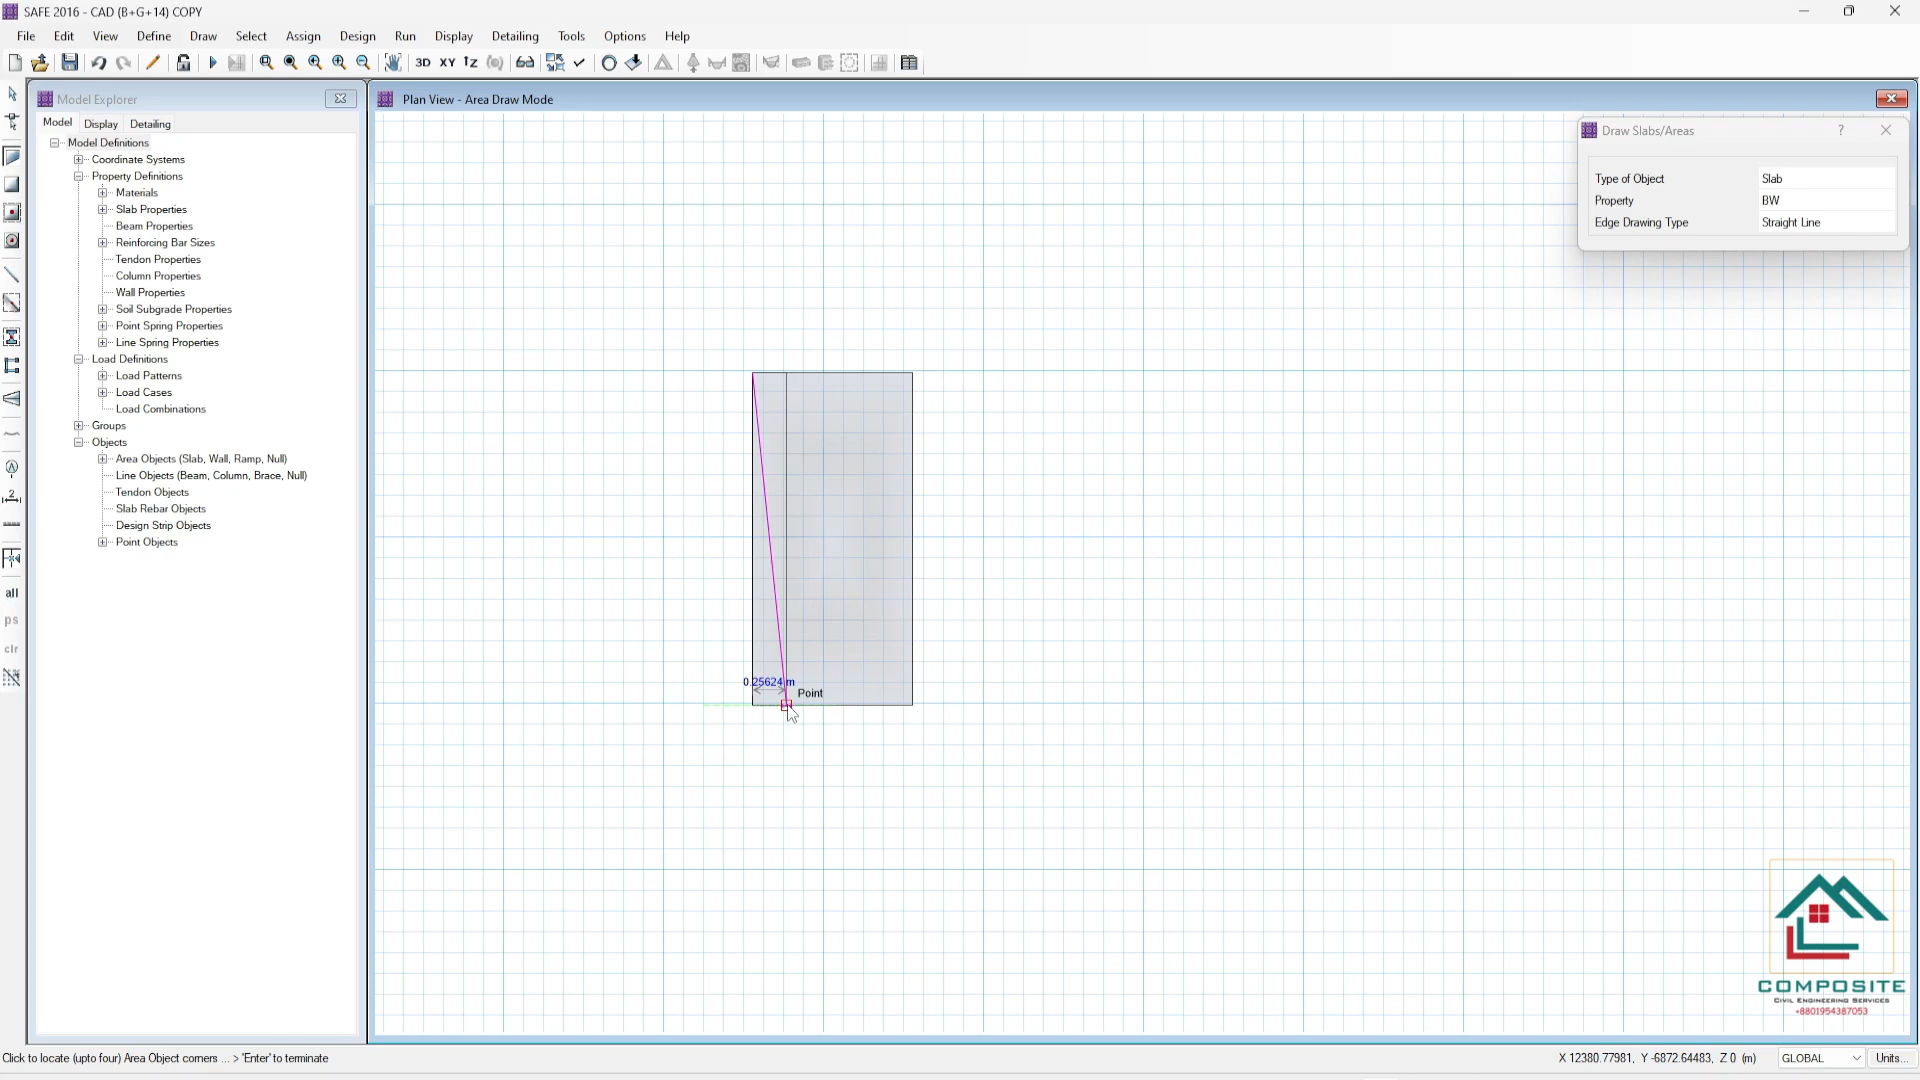 SAFE 2016 - CAD (B+G+14) COPY
File Edit View Define Draw Select Assign Design Run Display Detailing Tools Options Help
3D XY
Model Explorer
Plan View - Area Draw Mode
Model Display Detailing
Model Definitions
Coordinate Systems
Property Definitions
Materials
Slab Properties
Beam Properties
Reinforcing Bar Sizes
Tendon Properties
Column Properties
Wall Properties
Soil Subgrade Properties
Point Spring Properties
Line Spring Properties
Load Definitions
Load Patterns
Load Cases
Load Combinations
Groups
Objects
Area Objects (Slab, Wall, Ramp, Null)
Line Objects (Beam, Column, Brace, Null)
Tendon Objects
Slab Rebar Objects
Design Strip Objects
Point Objects
all
ps
clr
Draw Slabs/Areas ?
Type of Object Slab
Property BW
Edge Drawing Type Straight Line
0.25624 m
Point
COMPOSITE
CIVIL ENGINEERING SERVICES
+8801954387053
Click to locate (upto four) Area Object corners ... > 'Enter' to terminate
X 12380.77981, Y -6872.64483, Z 0 (m) GLOBAL Units...